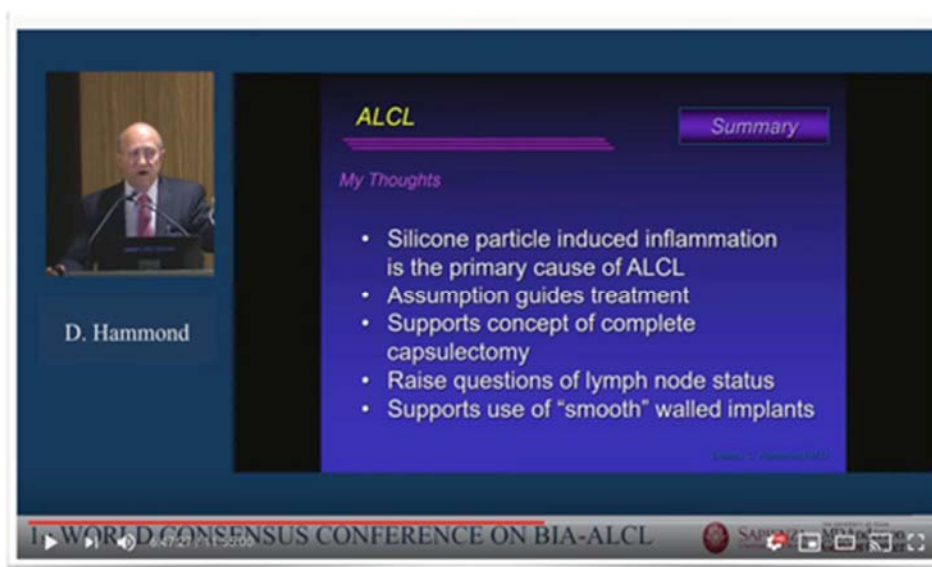 ALCL
Summary
My Thoughts
• Silicone particle induced inflammation
is the primary cause of ALCL
• Assumption guides treatment
• Supports concept of complete
capsulectomy
• Raise questions of lymph node status
• Supports use of “smooth” walled implants
D. Hammond
WORLD CONSENSUS CONFERENCE ON BIA-ALCL